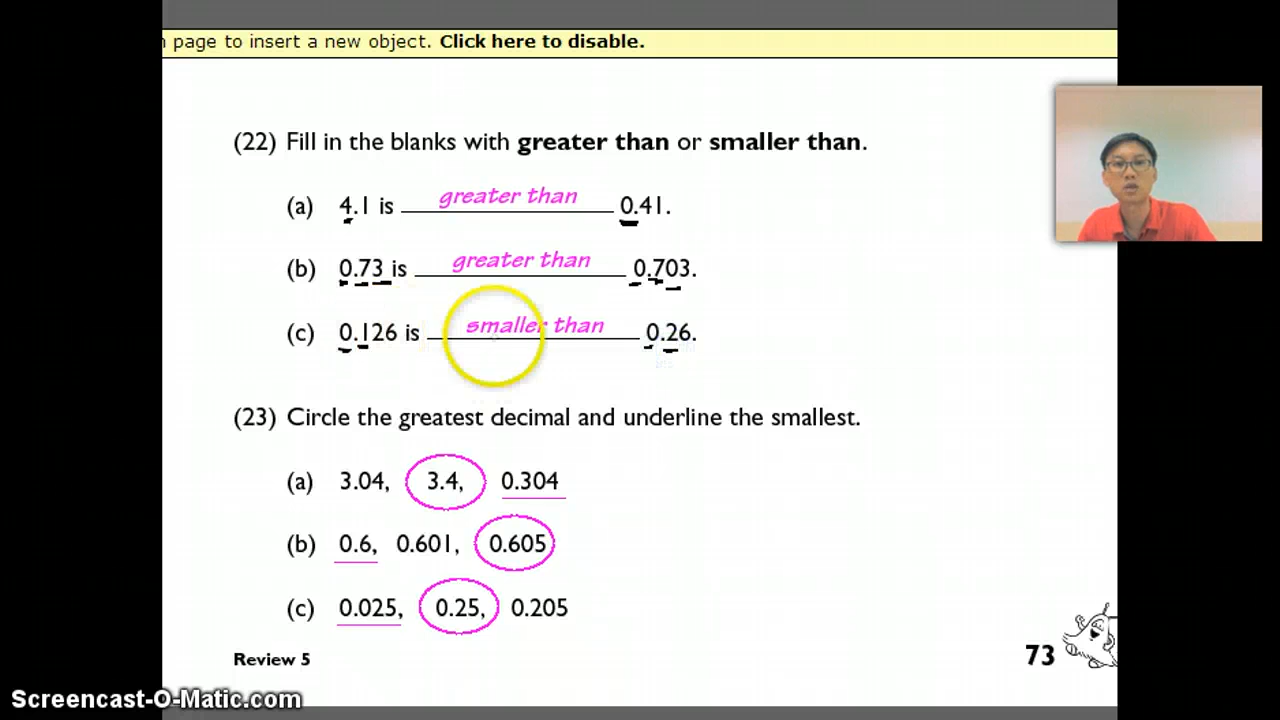 page to insert a new object. Click here to disable.
(22) Fill in the blanks with greater than or smaller than.
(a) 4.1 is greater than 0.41.
(b) 0.73 is greater than 0.703.
(c) 0.126 is smaller than 0.26.
(23) Circle the greatest decimal and underline the smallest.
(a) 3.04, 3.4, 0.304
(b) 0.6, 0.601, 0.605
(c) 0.025, 0.25, 0.205
Review 5
73
Screencast-O-Matic.com